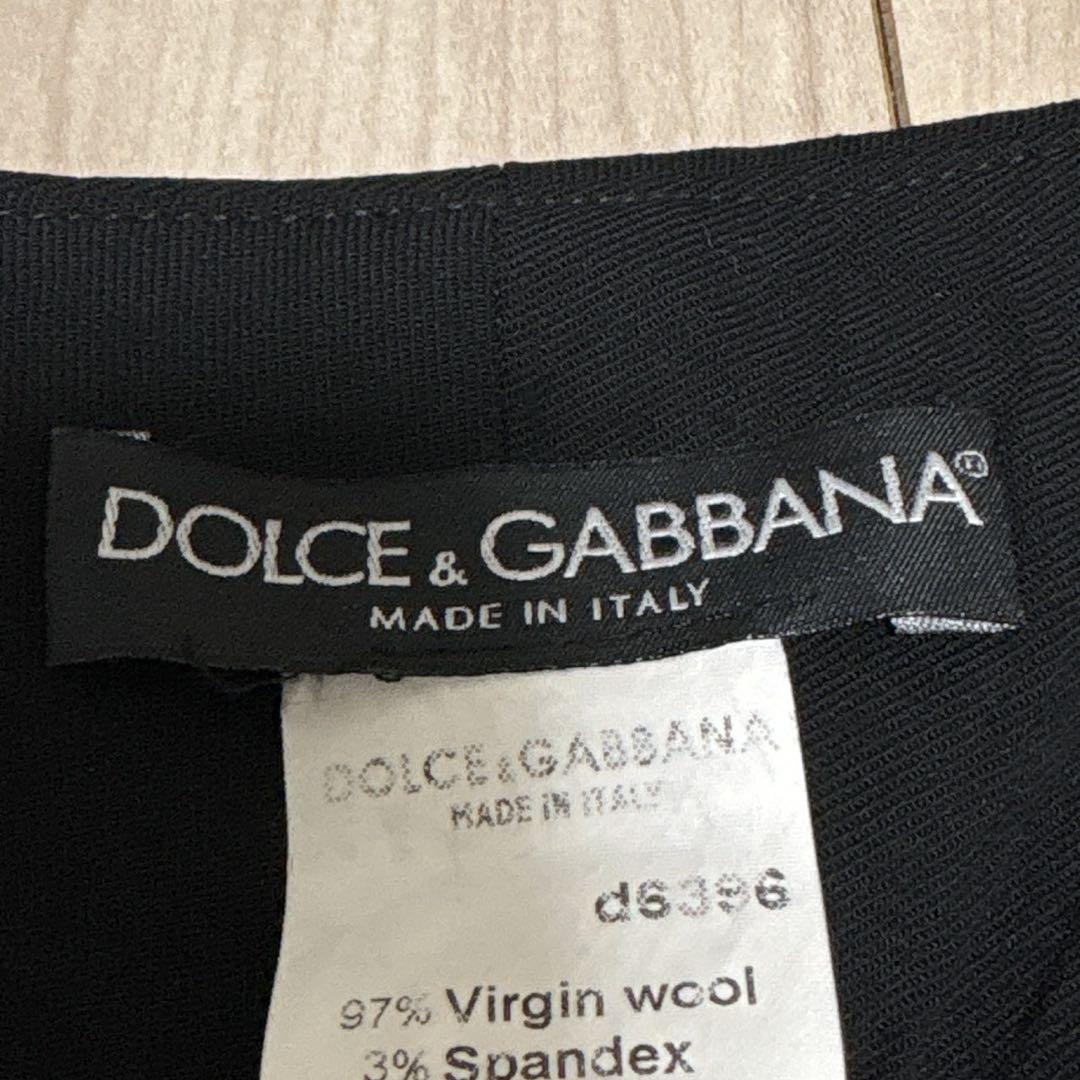 DOLCE & GABBANA®
MADE IN ITALY
DOLCE & GABBANA
MADE IN ITALY
d6396
97% Virgin wool
3% Spandex